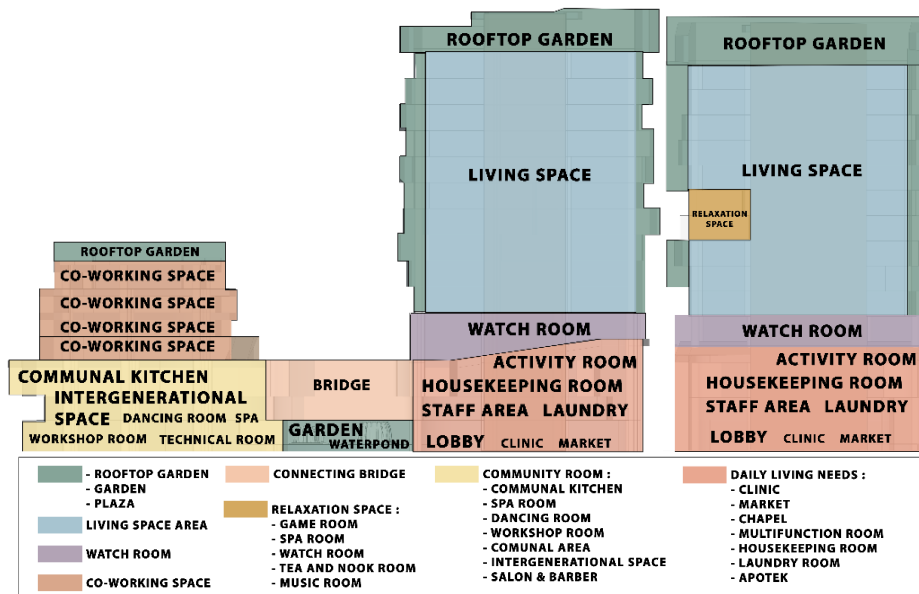 ROOFTOP GARDEN
LIVING SPACE
WATCH ROOM
ACTIVITY ROOM
HOUSEKEEPING ROOM
STAFF AREA LAUNDRY
LOBBY CLINIC MARKET
ROOFTOP GARDEN
LIVING SPACE
RELAXATION
SPACE
WATCH ROOM
ACTIVITY ROOM
HOUSEKEEPING ROOM
STAFF AREA LAUNDRY
LOBBY CLINIC MARKET
ROOFTOP GARDEN
CO-WORKING SPACE
CO-WORKING SPACE
CO-WORKING SPACE
CO-WORKING SPACE
COMMUNAL KITCHEN
INTERGENERATIONAL
SPACE DANCING ROOM SPA
WORKSHOP ROOM TECHNICAL ROOM
BRIDGE
GARDEN
WATERPOND
- ROOFTOP GARDEN
- GARDEN
- PLAZA
LIVING SPACE AREA
WATCH ROOM
CO-WORKING SPACE
CONNECTING BRIDGE
RELAXATION SPACE :
- GAME ROOM
- SPA ROOM
- WATCH ROOM
- TEA AND NOOK ROOM
- MUSIC ROOM
COMMUNITY ROOM :
- COMMUNAL KITCHEN
- SPA ROOM
- DANCING ROOM
- WORKSHOP ROOM
- COMUNAL AREA
- INTERGENERATIONAL SPACE
- SALON & BARBER
DAILY LIVING NEEDS :
- CLINIC
- MARKET
- CHAPEL
- MULTIFUNCTION ROOM
- HOUSEKEEPING ROOM
- LAUNDRY ROOM
- APOTEK